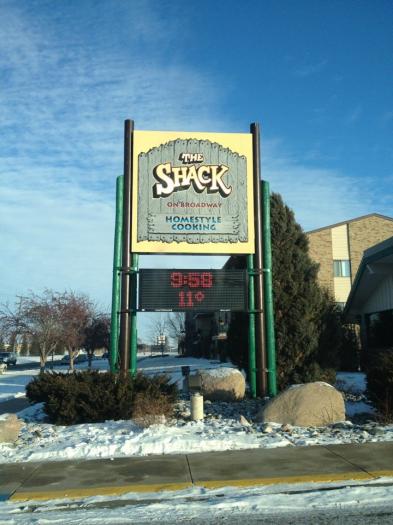 THE
SHACK
ON BROADWAY
HOMESTYLE
COOKING
9:58
11°